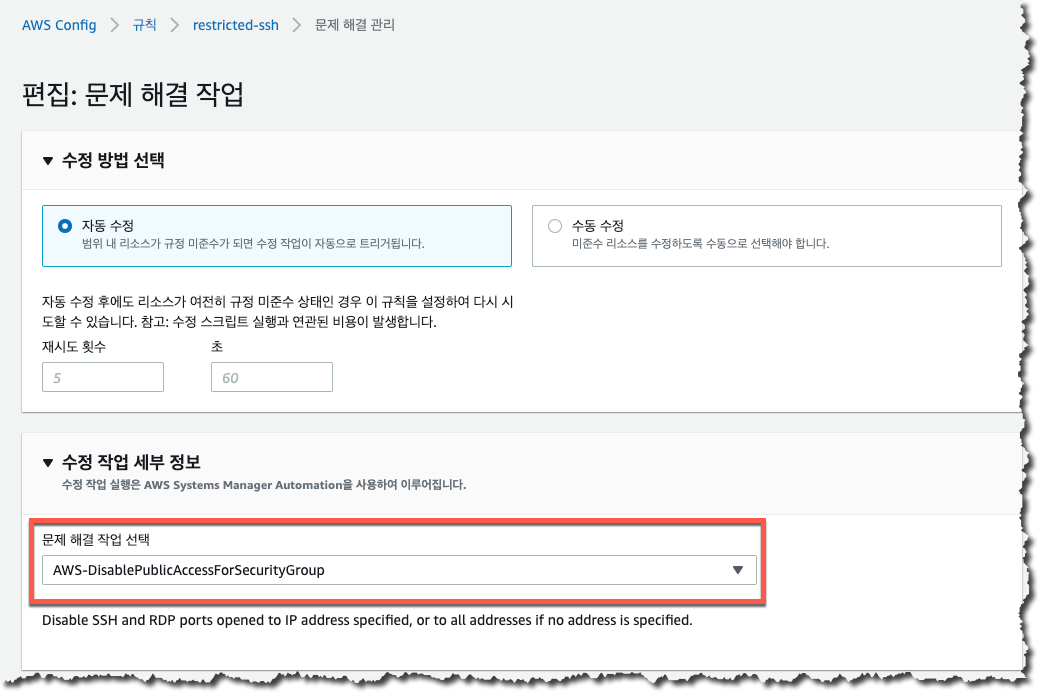 AWS Config > 규칙 > restricted-ssh > 문제 해결 관리
편집: 문제 해결 작업
▼ 수정 방법 선택
자동 수정
범위 내 리소스가 규정 미준수가 되면 수정 작업이 자동으로 트리거됩니다.
수동 수정
미준수 리소스를 수정하도록 수동으로 선택해야 합니다.
자동 수정 후에도 리소스가 여전히 규정 미준수 상태인 경우 이 규칙을 설정하여 다시 시
도할 수 있습니다. 참고: 수정 스크립트 실행과 연관된 비용이 발생합니다.
재시도 횟수 초
5 60
▼ 수정 작업 세부 정보
수정 작업 실행은 AWS Systems Manager Automation을 사용하여 이루어집니다.
문제 해결 작업 선택
AWS-DisablePublicAccessForSecurityGroup
Disable SSH and RDP ports opened to IP address specified, or to all addresses if no address is specified.